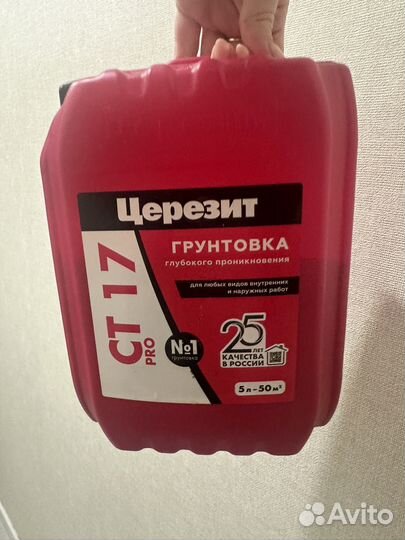 Церезит
ГРУНТОВКА
глубокого проникновения
для любых видов внутренних
и наружных работ
CT 17
PRO
№1
грунтовка
25
ЛЕТ
КАЧЕСТВА
В РОССИИ
5 л – 50 м²
Avito